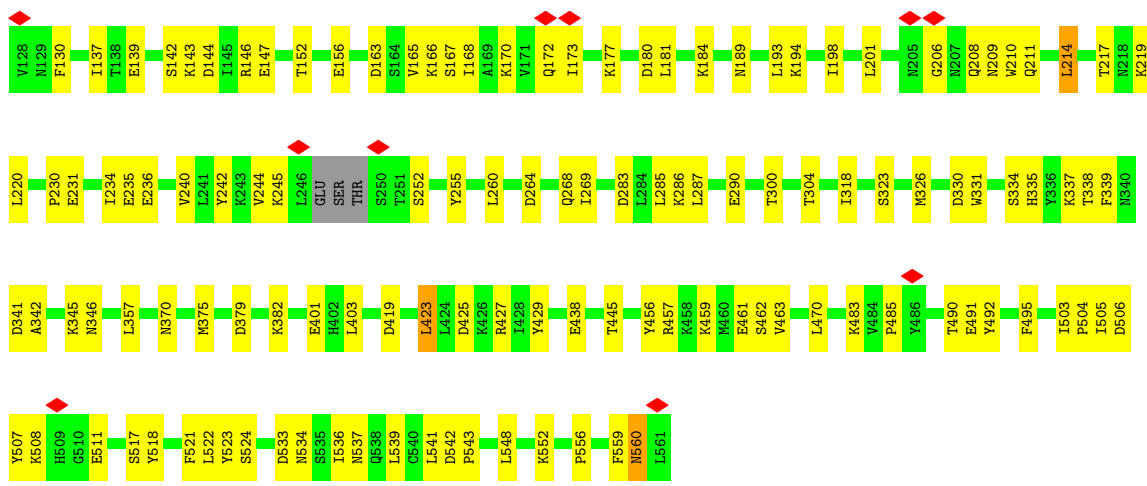 V128 N129 F130 I137 T138 E139 S142 K143 D144 I145 R146 E147 T152 E156 D163 S164 V165 K166 S167 I168 A169 K170 V171 Q172 I173 K177 D180 L181 K184 N189 L193 K194 I198 L201 N205 G206 N207 Q208 N209 W210 Q211 L214 T217 N218 K219
L220 P230 E231 I234 E235 E236 V240 L241 Y242 K243 V244 K245 L246 GLU SER THR S250 T251 S252 Y255 L260 D264 Q268 I269 D283 L284 L285 K286 L287 E290 T300 T304 I318 S323 M326 D330 W331 S334 H335 Y336 K337 T338 F339 N340
D341 A342 K345 N346 L357 N370 M375 D379 K382 E401 H402 L403 D419 L423 L424 D425 K426 R427 I428 Y429 E438 T445 Y456 R457 K458 K459 M460 E461 S462 V463 L470 K483 V484 P485 Y486 T490 E491 Y492 F495 I503 P504 I505 D506
Y507 K508 H509 G510 E511 S517 Y518 F521 L522 Y523 S524 D533 N534 S535 I536 N537 Q538 L539 C540 L541 D542 P543 L548 K552 P556 F559 N560 L561